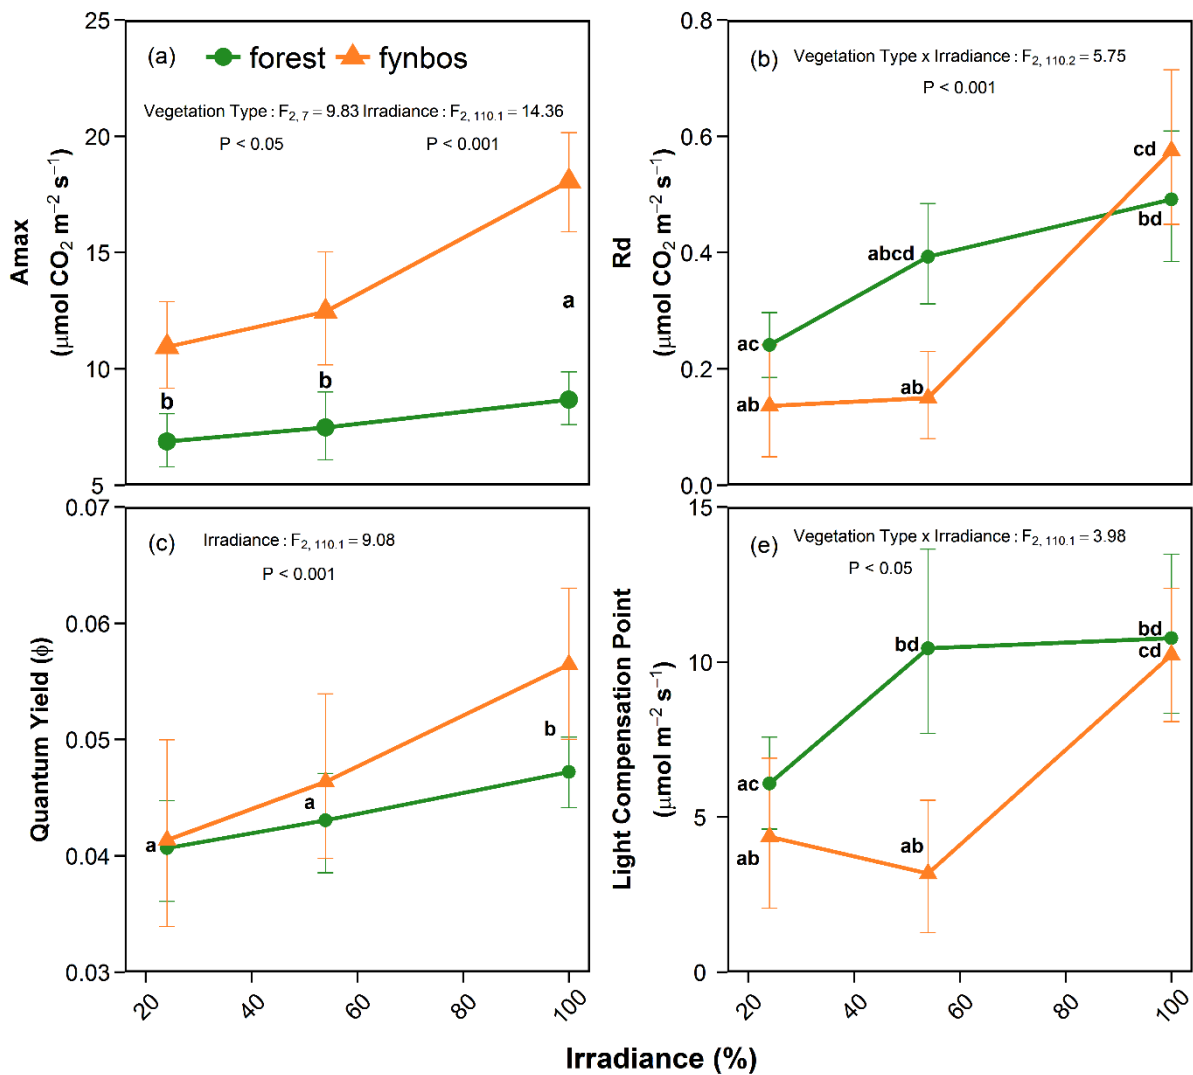 25
20
15
10
5
Amax
(μmol CO₂ m⁻² s⁻¹)
(a) forest fynbos
Vegetation Type : F₂, ₇ = 9.83 Irradiance : F₂, ₁₁₀.₁ = 14.36
P < 0.05 P < 0.001
b
b
a
0.8
0.6
0.4
0.2
0.0
Rd
(μmol CO₂ m⁻² s⁻¹)
(b) Vegetation Type x Irradiance : F₂, ₁₁₀.₂ = 5.75
P < 0.001
cd
bd
abcd
ac
ab
ab
0.07
0.06
0.05
0.04
0.03
Quantum Yield (ϕ)
(c) Irradiance : F₂, ₁₁₀.₁ = 9.08
P < 0.001
a
a
b
20 40 60 80 100
15
10
5
0
Light Compensation Point
(μmol m⁻² s⁻¹)
(e) Vegetation Type x Irradiance : F₂, ₁₁₀.₁ = 3.98
P < 0.05
bd
bd
cd
ac
ab
ab
20 40 60 80 100
Irradiance (%)